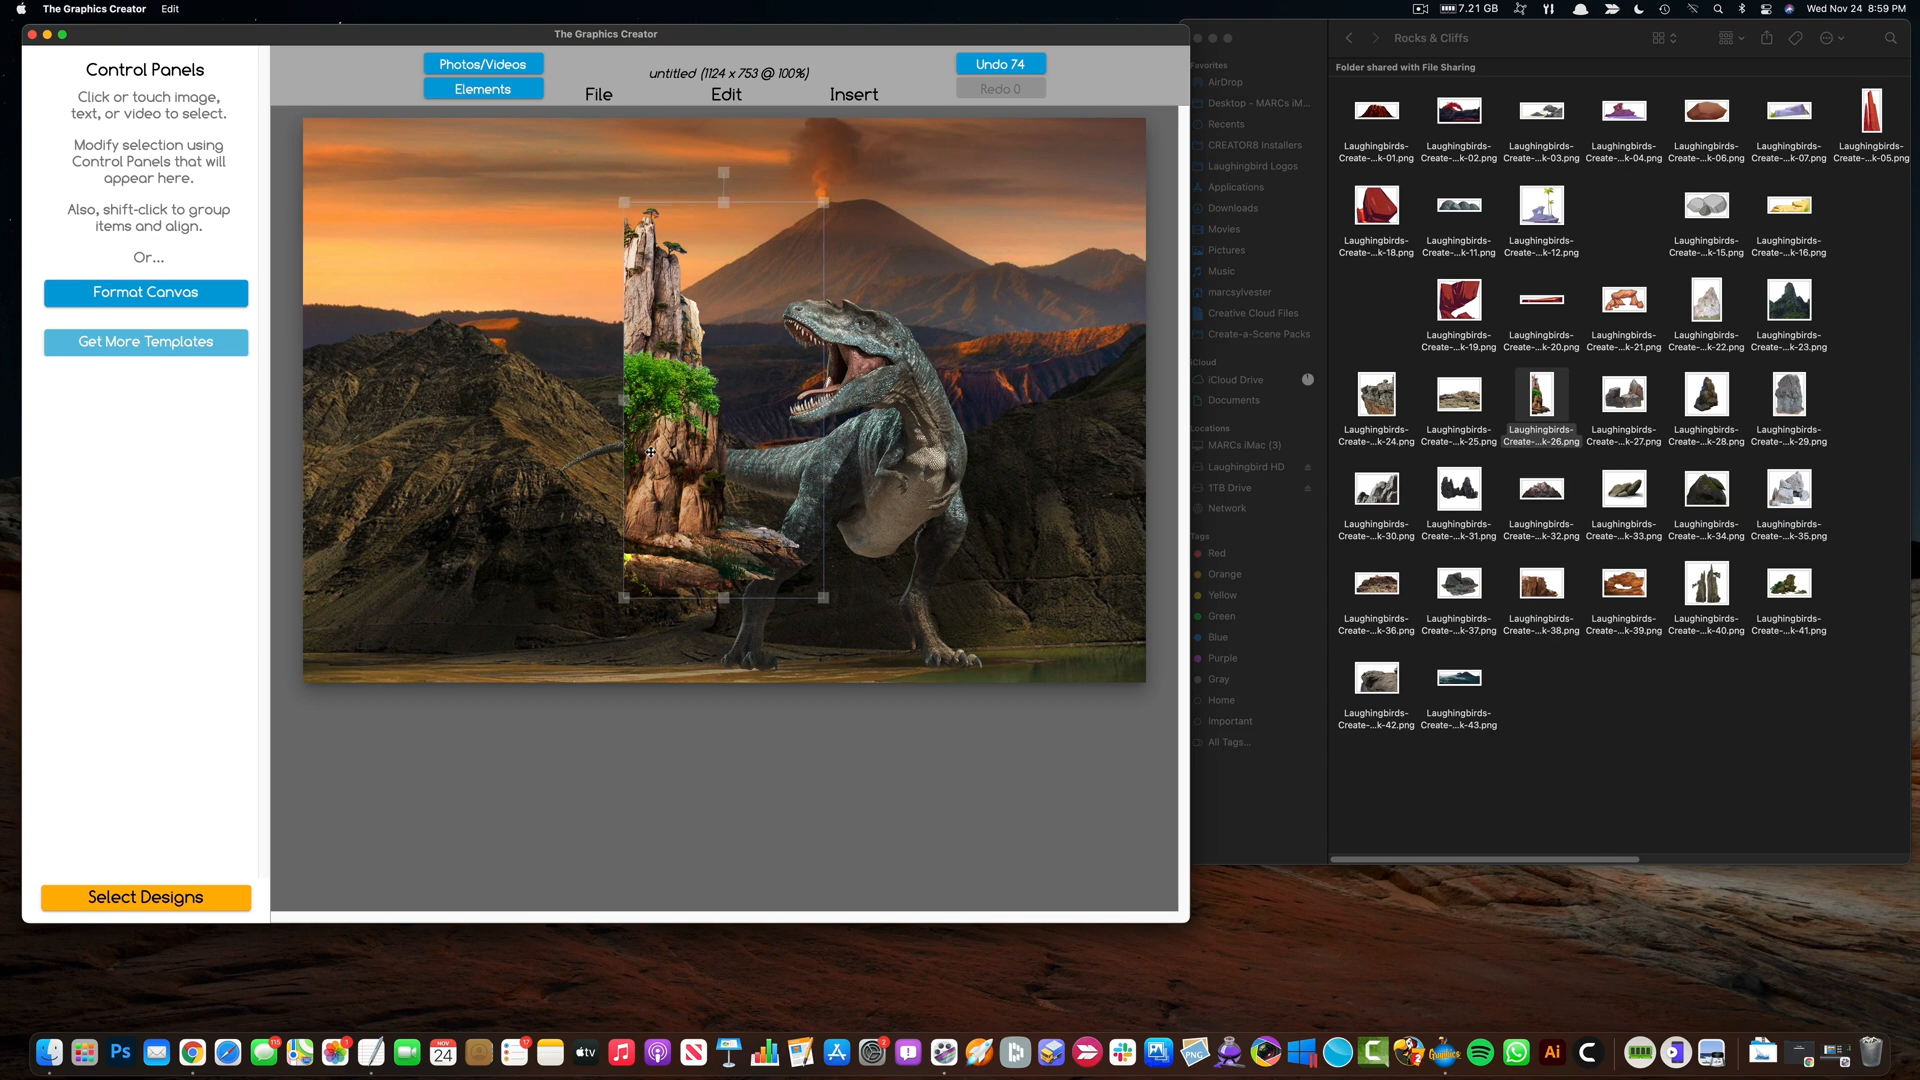 The Graphics Creator
Edit
7.21 GB
Wed Nov 24  8:59 PM
The Graphics Creator
Control Panels
Click or touch image,
text, or video to select.
Modify selection using
Control Panels that will
appear here.
Also, shift-click to group
items and align.
Or...
Format Canvas
Get More Templates
Select Designs
Photos/Videos
Elements
untitled (1124 x 753 @ 100%)
File
Edit
Insert
Undo 74
Redo 0
Favorites
AirDrop
Desktop - MARCs iM...
Recents
CREATOR8 Installers
Laughingbird Logos
Applications
Downloads
Movies
Pictures
Music
marcsylvester
Creative Cloud Files
Create-a-Scene Packs
iCloud
iCloud Drive
Documents
Locations
MARCs iMac (3)
Laughingbird HD
1TB Drive
Network
Tags
Red
Orange
Yellow
Green
Blue
Purple
Gray
Home
Important
All Tags...
Rocks & Cliffs
Folder shared with File Sharing
Laughingbirds-
Create-...k-01.png
Laughingbirds-
Create-...k-02.png
Laughingbirds-
Create-...k-03.png
Laughingbirds-
Create-...k-04.png
Laughingbirds-
Create-...k-06.png
Laughingbirds-
Create-...k-07.png
Laughingbirds-
Create-...k-05.png
Laughingbirds-
Create-...k-18.png
Laughingbirds-
Create-...k-11.png
Laughingbirds-
Create-...k-12.png
Laughingbirds-
Create-...k-15.png
Laughingbirds-
Create-...k-16.png
Laughingbirds-
Create-...k-19.png
Laughingbirds-
Create-...k-20.png
Laughingbirds-
Create-...k-21.png
Laughingbirds-
Create-...k-22.png
Laughingbirds-
Create-...k-23.png
Laughingbirds-
Create-...k-24.png
Laughingbirds-
Create-...k-25.png
Laughingbirds-
Create-...k-26.png
Laughingbirds-
Create-...k-27.png
Laughingbirds-
Create-...k-28.png
Laughingbirds-
Create-...k-29.png
Laughingbirds-
Create-...k-30.png
Laughingbirds-
Create-...k-31.png
Laughingbirds-
Create-...k-32.png
Laughingbirds-
Create-...k-33.png
Laughingbirds-
Create-...k-34.png
Laughingbirds-
Create-...k-35.png
Laughingbirds-
Create-...k-36.png
Laughingbirds-
Create-...k-37.png
Laughingbirds-
Create-...k-38.png
Laughingbirds-
Create-...k-39.png
Laughingbirds-
Create-...k-40.png
Laughingbirds-
Create-...k-41.png
Laughingbirds-
Create-...k-42.png
Laughingbirds-
Create-...k-43.png
Ps
115
1
NOV
24
17
tv
2
PNG
Graphics
Ai